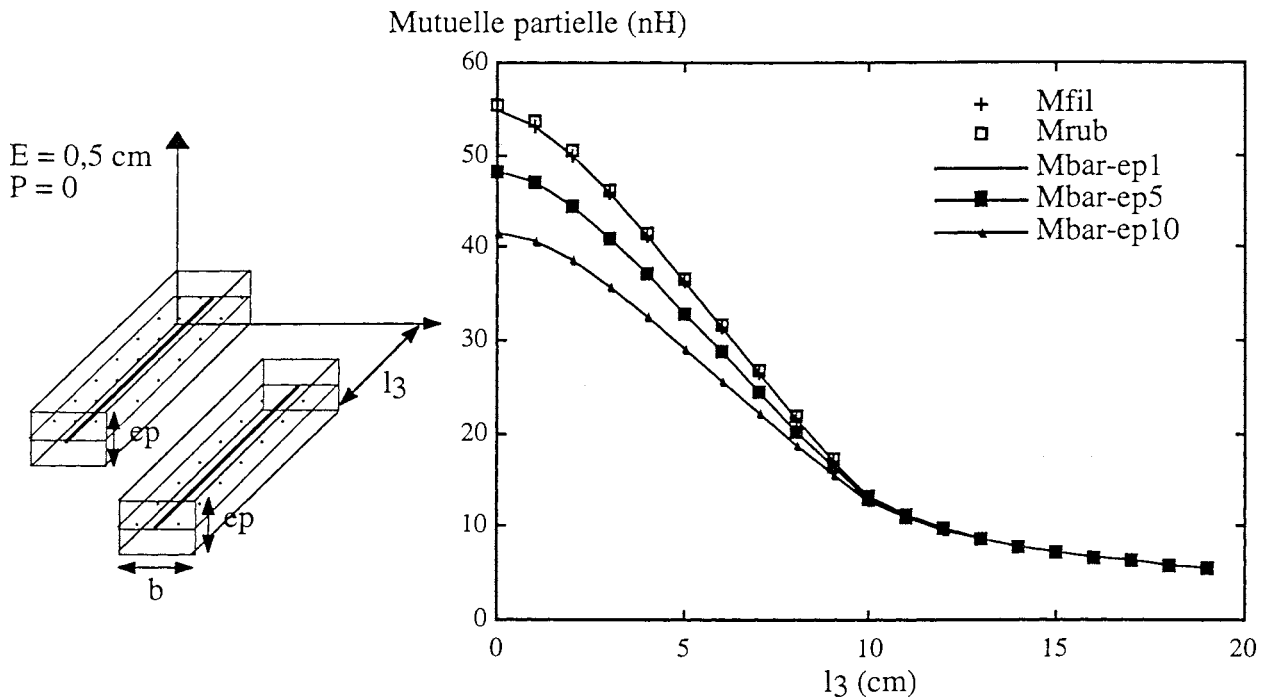 Mutuelle partielle (nH)
E = 0,5 cm
P = 0
ep
ep
b
l3
60
50
40
30
20
10
0
0
5
10
15
20
l3 (cm)
Mfil
Mrub
Mbar-ep1
Mbar-ep5
Mbar-ep10